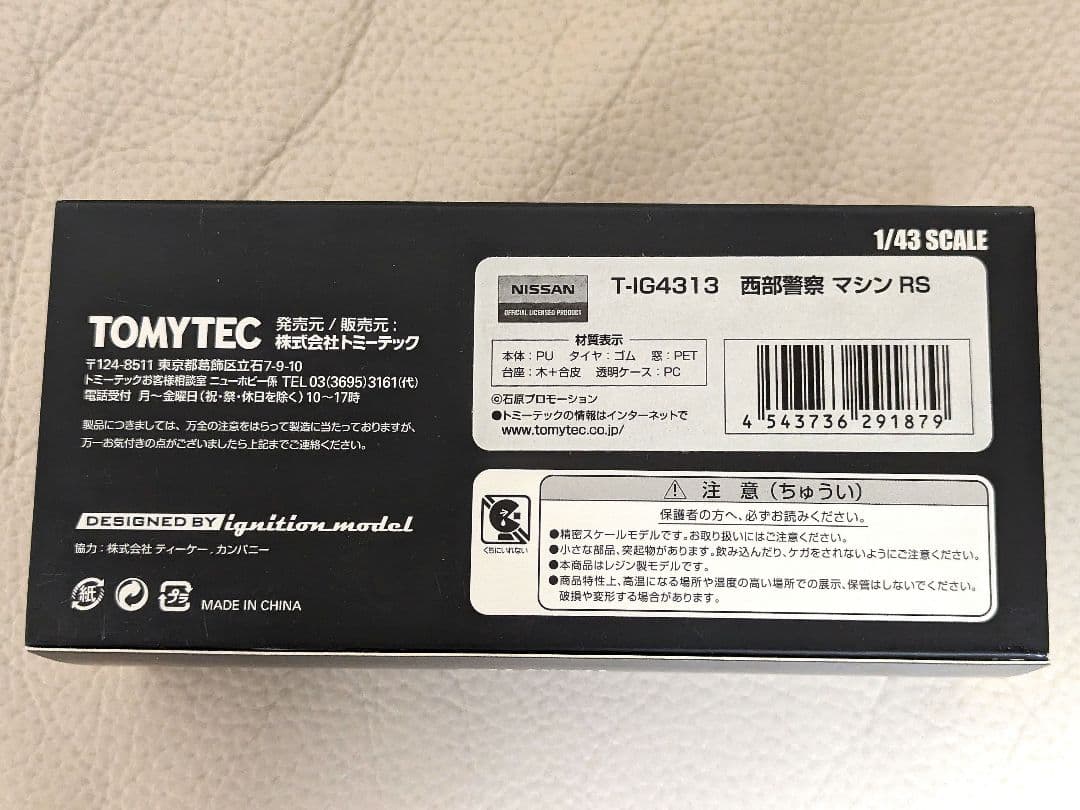 1/43 SCALE
TOMYTEC 発売元 / 販売元 :
株式会社トミーテック
〒124-8511 東京都葛飾区立石7-9-10
トミーテックお客様相談室 ニューホビー係 TEL 03(3695)3161(代)
電話受付 月~金曜日(祝・祭・休日を除く) 10~17時
製品につきましては、万全の注意をはらって製造に当たっておりますが、
万一お気付きの点がございましたら上記までご連絡ください。
DESIGNED BY ignition model
協力 : 株式会社 ティーケー . カンパニー
紙
プラ
MADE IN CHINA
NISSAN
OFFICIAL LICENSED PRODUCT
T-IG4313 西部警察 マシン RS
材質表示
本体 : PU タイヤ : ゴム 窓 : PET
台座 : 木+合皮 透明ケース : PC
©石原プロモーション
●トミーテックの情報はインターネットで
www.tomytec.co.jp/
4 543736 291879
⚠ 注 意 (ちゅうい)
保護者の方へ、必ずお読みください。
くちにいれない
●精密スケールモデルです。お取り扱いにはご注意ください。
●小さな部品、突起物があります。飲み込んだり、ケガをされないようにご注意ください。
●本商品はレジン製モデルです。
●商品特性上、高温になる場所や湿度の高い場所での展示、保管はしないでください。
破損や変形する場合があります。